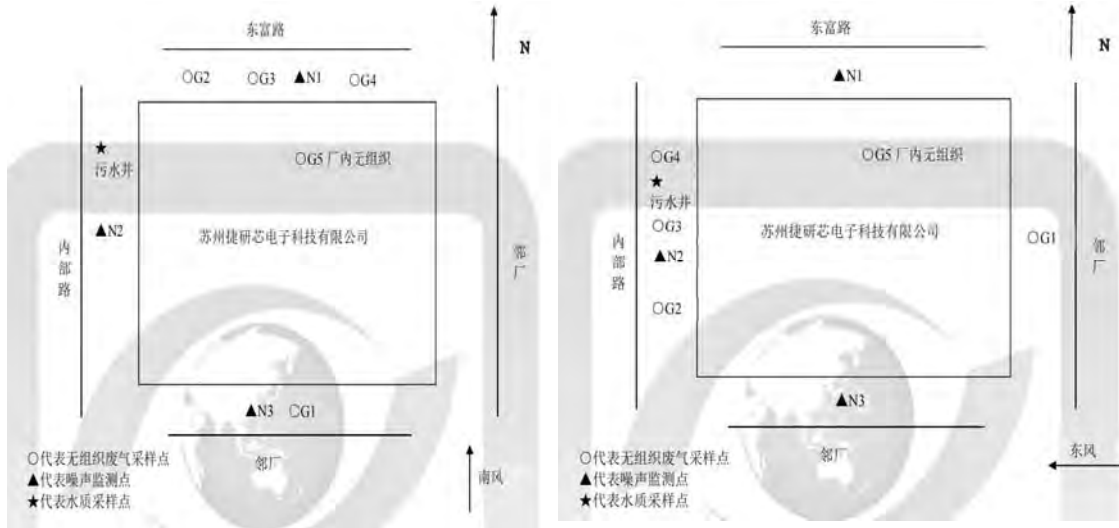 东富路
N
○G2
○G3
▲N1
○G4
★
污水井
○G5 厂内无组织
▲N2
苏州捷研芯电子科技有限公司
内部路
邻厂
▲N3
○G1
邻厂
○代表无组织废气采样点
▲代表噪声监测点
★代表水质采样点
南风
东富路
N
▲N1
○G4
★
污水井
○G5 厂内无组织
○G3
苏州捷研芯电子科技有限公司
○G1
▲N2
内部路
邻厂
○G2
▲N3
邻厂
○代表无组织废气采样点
▲代表噪声监测点
★代表水质采样点
东风